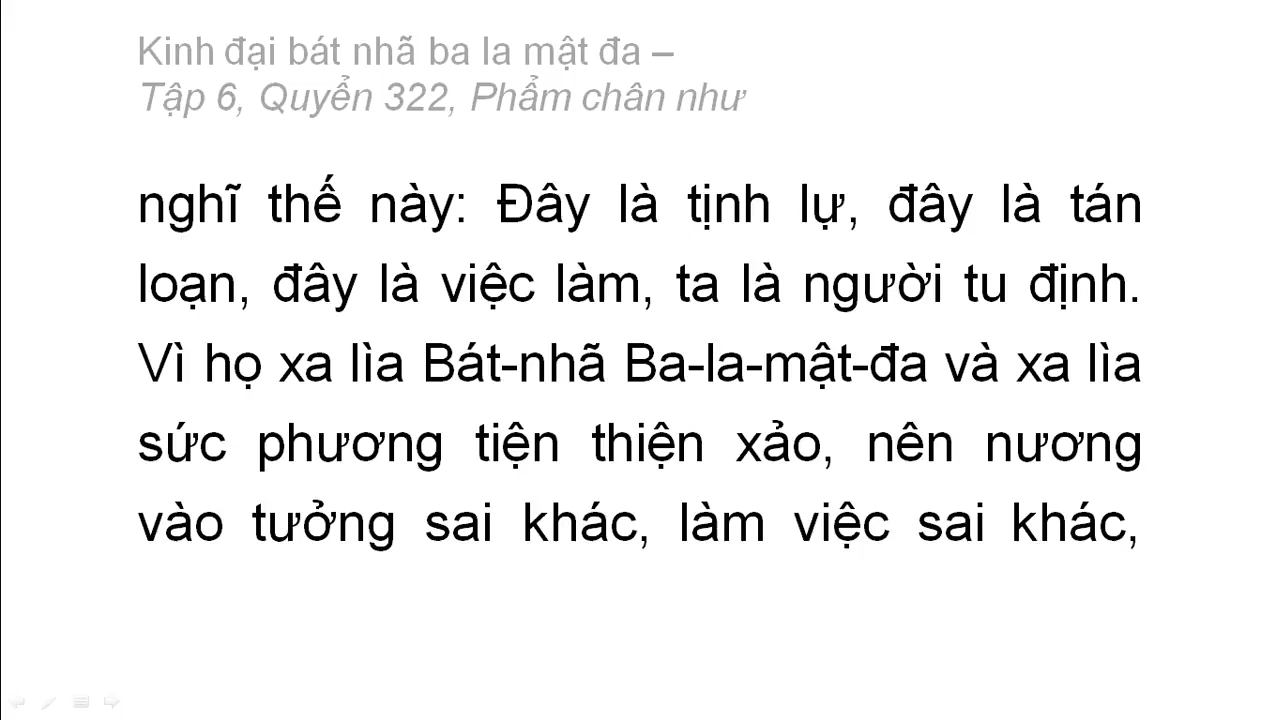 Kinh đại bát nhã ba la mật đa –
Tập 6, Quyển 322, Phẩm chân như
nghĩ thế này: Đây là tịnh lự, đây là tán
loạn, đây là việc làm, ta là người tu định.
Vì họ xa lìa Bát-nhã Ba-la-mật-đa và xa lìa
sức phương tiện thiện xảo, nên nương
vào tưởng sai khác, làm việc sai khác,